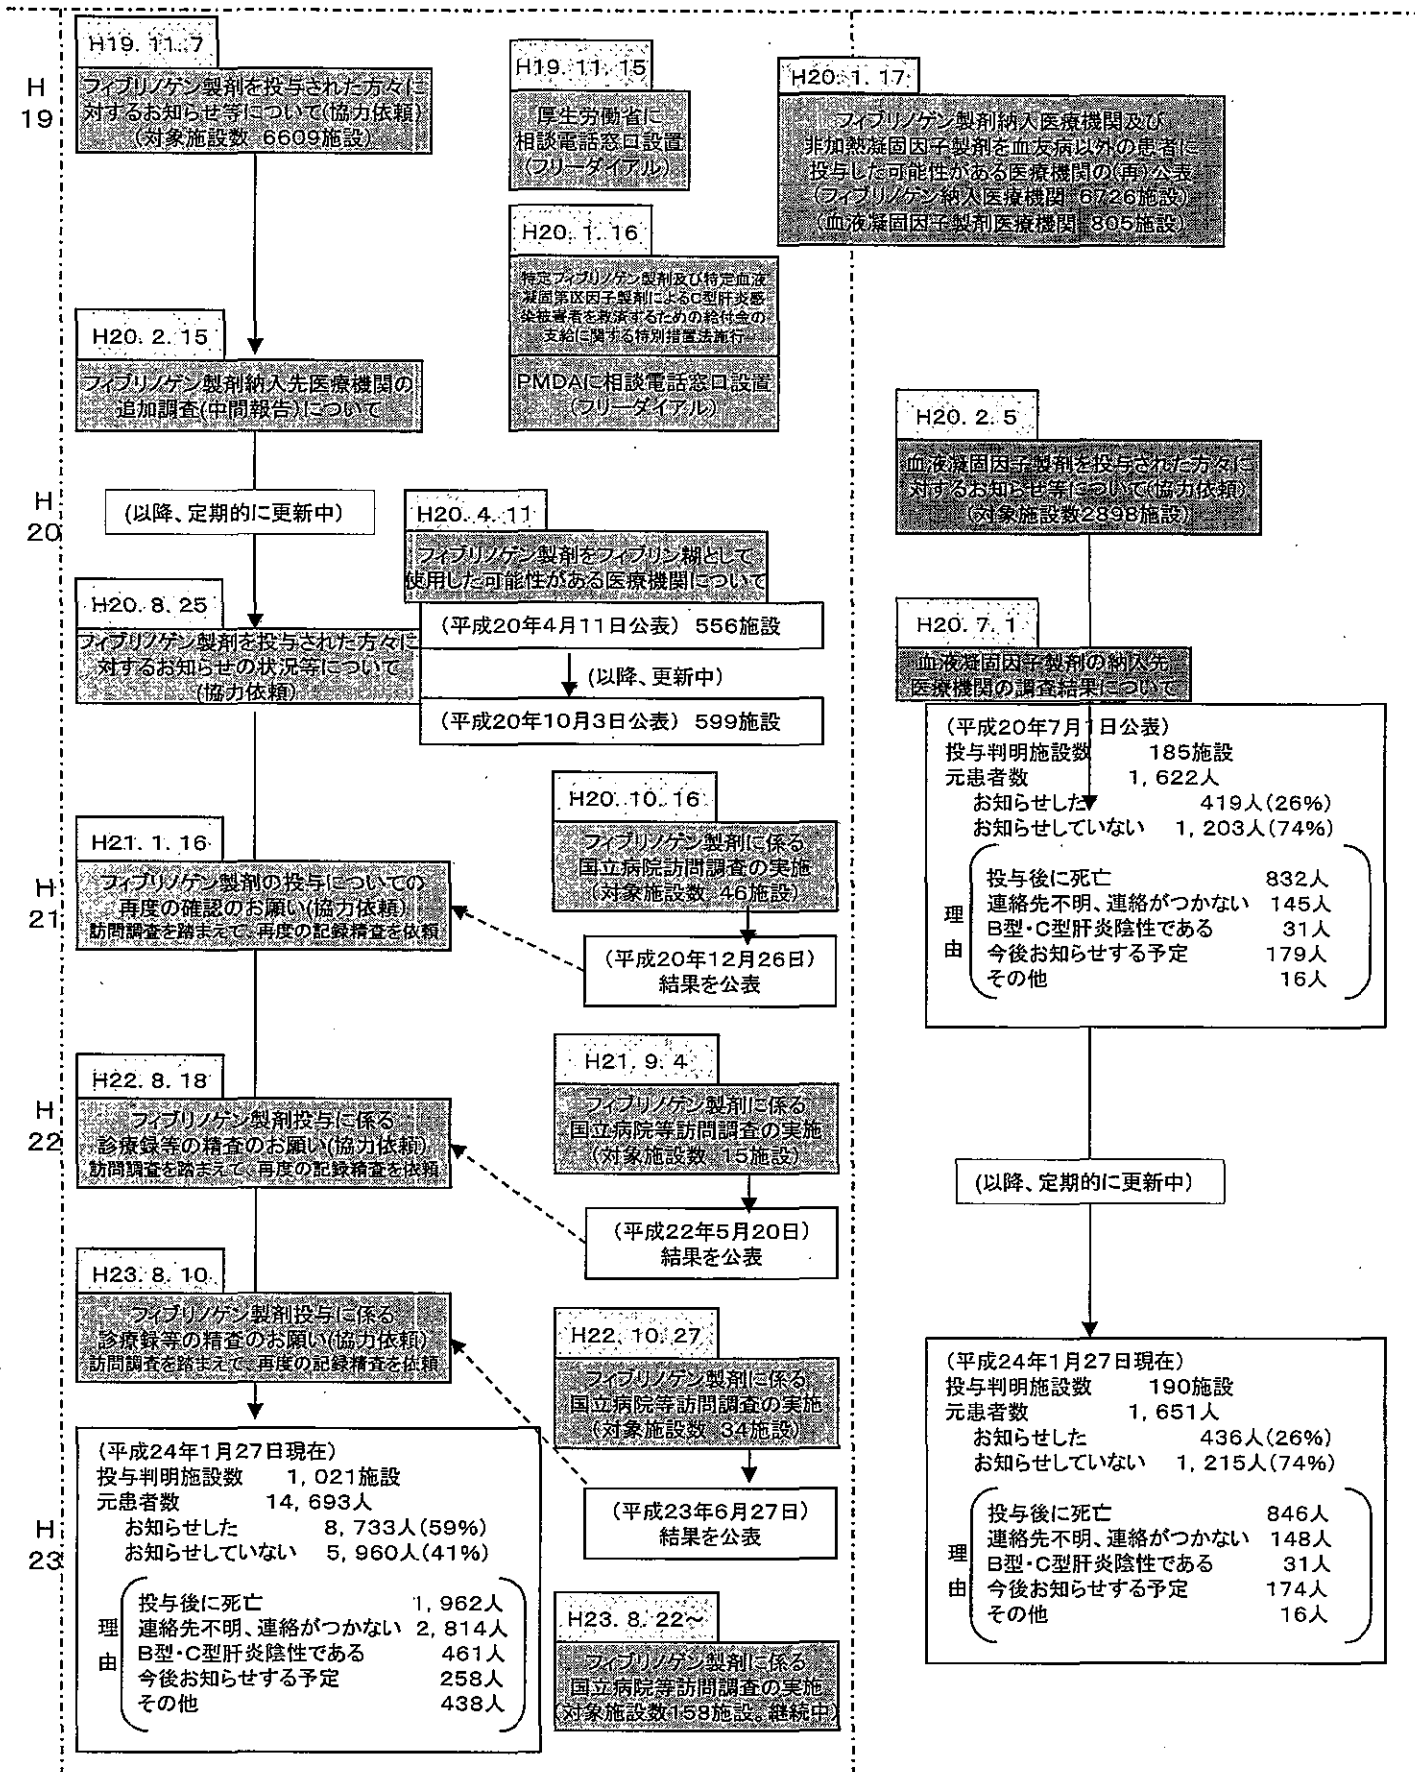 H
19
H19. 11. 7
フィブリノゲン製剤を投与された方々に
対するお知らせ等について(協力依頼)
(対象施設数 6609施設)
H19. 11. 15
厚生労働省に
相談電話窓口設置
(フリーダイアル)
H20. 1. 17
フィブリノゲン製剤納入医療機関及び
非加熱凝固因子製剤を血友病以外の患者に
投与した可能性がある医療機関の(再)公表
(フィブリノゲン納入医療機関 6726施設)
(血液凝固因子製剤医療機関 805施設)
H20. 1. 16
特定フィブリノゲン製剤及び特定血液
凝固第Ⅸ因子製剤によるC型肝炎感
染被害者を救済するための給付金の
支給に関する特別措置法施行
PMDAに相談電話窓口設置
(フリーダイアル)
H20. 2. 15
フィブリノゲン製剤納入先医療機関の
追加調査(中間報告)について
H20. 2. 5
血液凝固因子製剤を投与された方々に
対するお知らせ等について(協力依頼)
(対象施設数2898施設)
H
20
(以降、定期的に更新中)
H20. 4. 11
フィブリノゲン製剤をフィブリン糊として
使用した可能性がある医療機関について
(平成20年4月11日公表) 556施設
(以降、更新中)
(平成20年10月3日公表) 599施設
H20. 8. 25
フィブリノゲン製剤を投与された方々に
対するお知らせの状況等について
(協力依頼)
H20. 7. 1
血液凝固因子製剤の納入先
医療機関の調査結果について
(平成20年7月1日公表)
投与判明施設数 185施設
元患者数 1, 622人
お知らせした 419人(26%)
お知らせしていない 1, 203人(74%)
理由
投与後に死亡 832人
連絡先不明、連絡がつかない 145人
B型・C型肝炎陰性である 31人
今後お知らせする予定 179人
その他 16人
H20. 10. 16
フィブリノゲン製剤に係る
国立病院訪問調査の実施
(対象施設数 46施設)
(平成20年12月26日)
結果を公表
H
21
H21. 1. 16
フィブリノゲン製剤の投与についての
再度の確認のお願い(協力依頼)
訪問調査を踏まえて、再度の記録精査を依頼
H21. 9. 4
フィブリノゲン製剤に係る
国立病院等訪問調査の実施
(対象施設数 15施設)
(平成22年5月20日)
結果を公表
H
22
H22. 8. 18
フィブリノゲン製剤投与に係る
診療録等の精査のお願い(協力依頼)
訪問調査を踏まえて、再度の記録精査を依頼
(以降、定期的に更新中)
H23. 8. 10
フィブリノゲン製剤投与に係る
診療録等の精査のお願い(協力依頼)
訪問調査を踏まえて、再度の記録精査を依頼
H22. 10. 27
フィブリノゲン製剤に係る
国立病院等訪問調査の実施
(対象施設数 34施設)
(平成23年6月27日)
結果を公表
H
23
(平成24年1月27日現在)
投与判明施設数 1, 021施設
元患者数 14, 693人
お知らせした 8, 733人(59%)
お知らせしていない 5, 960人(41%)
理由
投与後に死亡 1, 962人
連絡先不明、連絡がつかない 2, 814人
B型・C型肝炎陰性である 461人
今後お知らせする予定 258人
その他 438人
H23. 8. 22～
フィブリノゲン製剤に係る
国立病院等訪問調査の実施
(対象施設数158施設。継続中)
(平成24年1月27日現在)
投与判明施設数 190施設
元患者数 1, 651人
お知らせした 436人(26%)
お知らせしていない 1, 215人(74%)
理由
投与後に死亡 846人
連絡先不明、連絡がつかない 148人
B型・C型肝炎陰性である 31人
今後お知らせする予定 174人
その他 16人